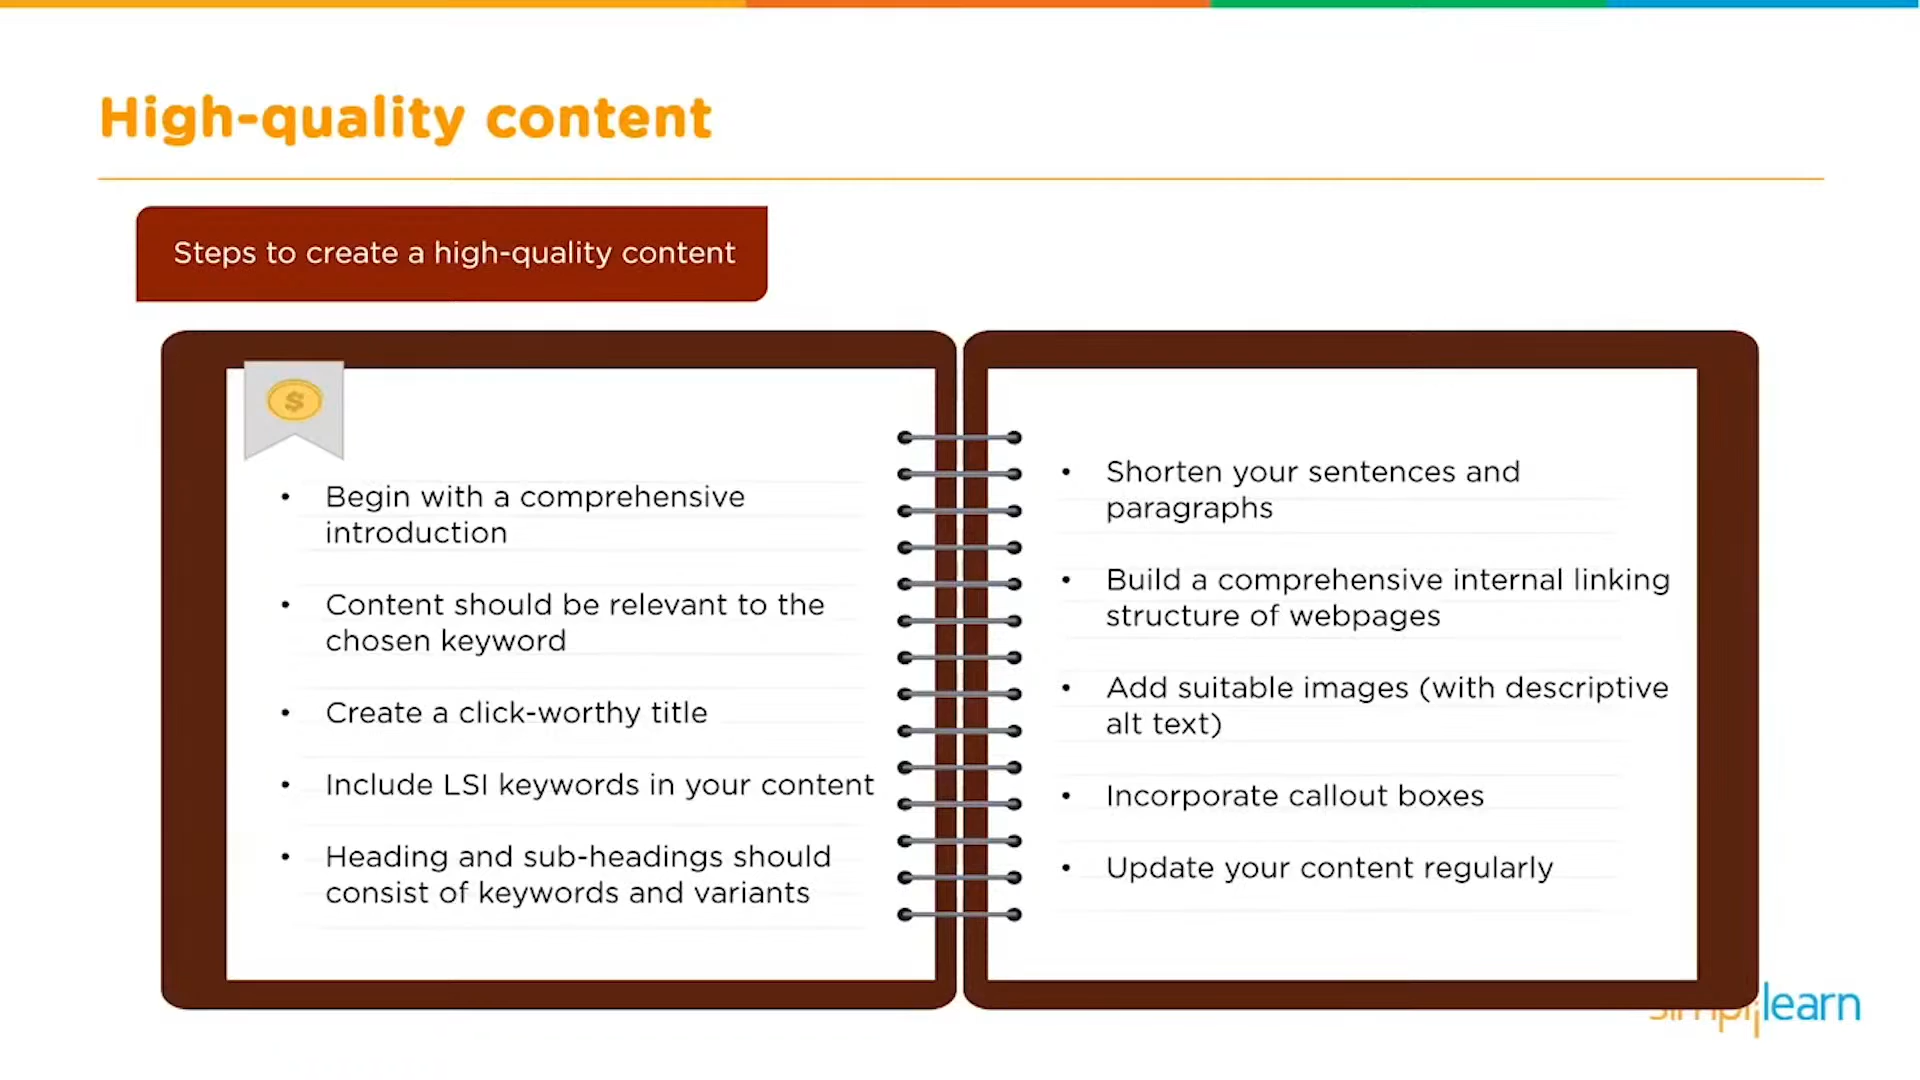 High-quality content
Steps to create a high-quality content
$
• Begin with a comprehensive
introduction
• Content should be relevant to the
chosen keyword
• Create a click-worthy title
• Include LSI keywords in your content
• Heading and sub-headings should
consist of keywords and variants
• Shorten your sentences and
paragraphs
• Build a comprehensive internal linking
structure of webpages
• Add suitable images (with descriptive
alt text)
• Incorporate callout boxes
• Update your content regularly
simplilearn